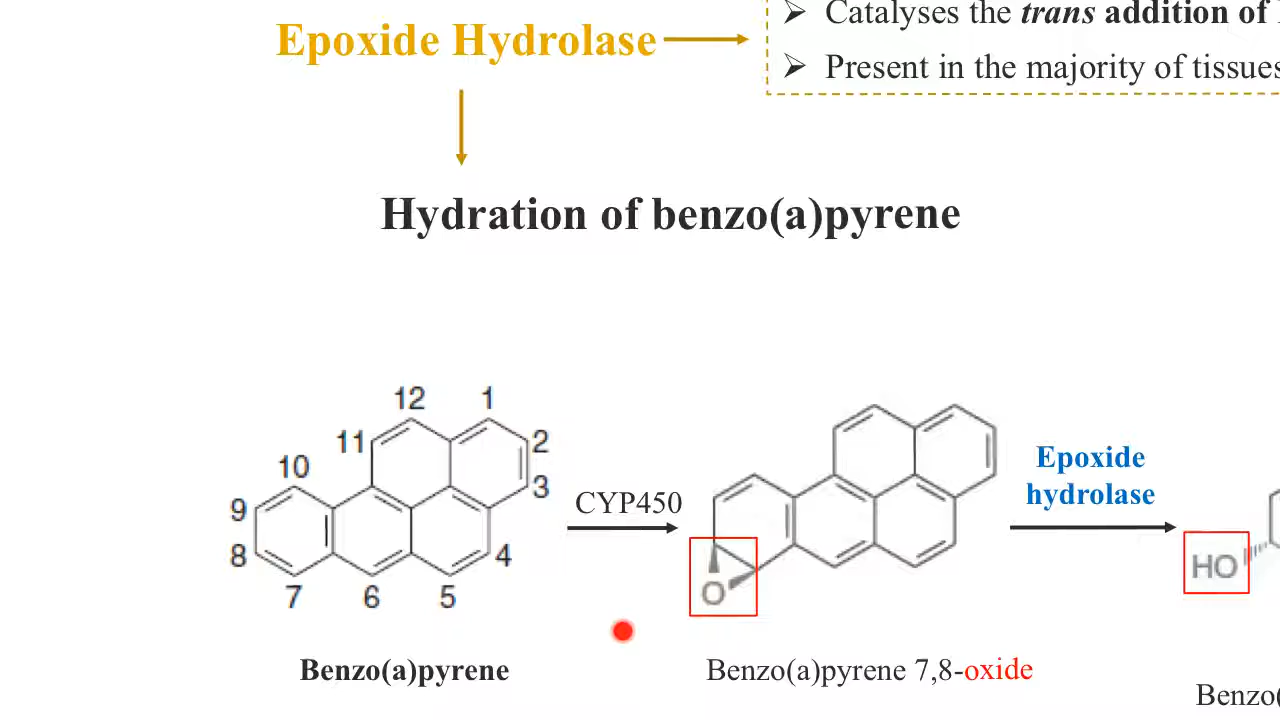 Catalyses the trans addition of
Epoxide Hydrolase
Present in the majority of tissues
Hydration of benzo(a)pyrene
12 1
11 2
10 3
9
8 4
7 6 5
CYP450
O
Epoxide
hydrolase
HO
Benzo(a)pyrene
Benzo(a)pyrene 7,8-oxide
Benzo(